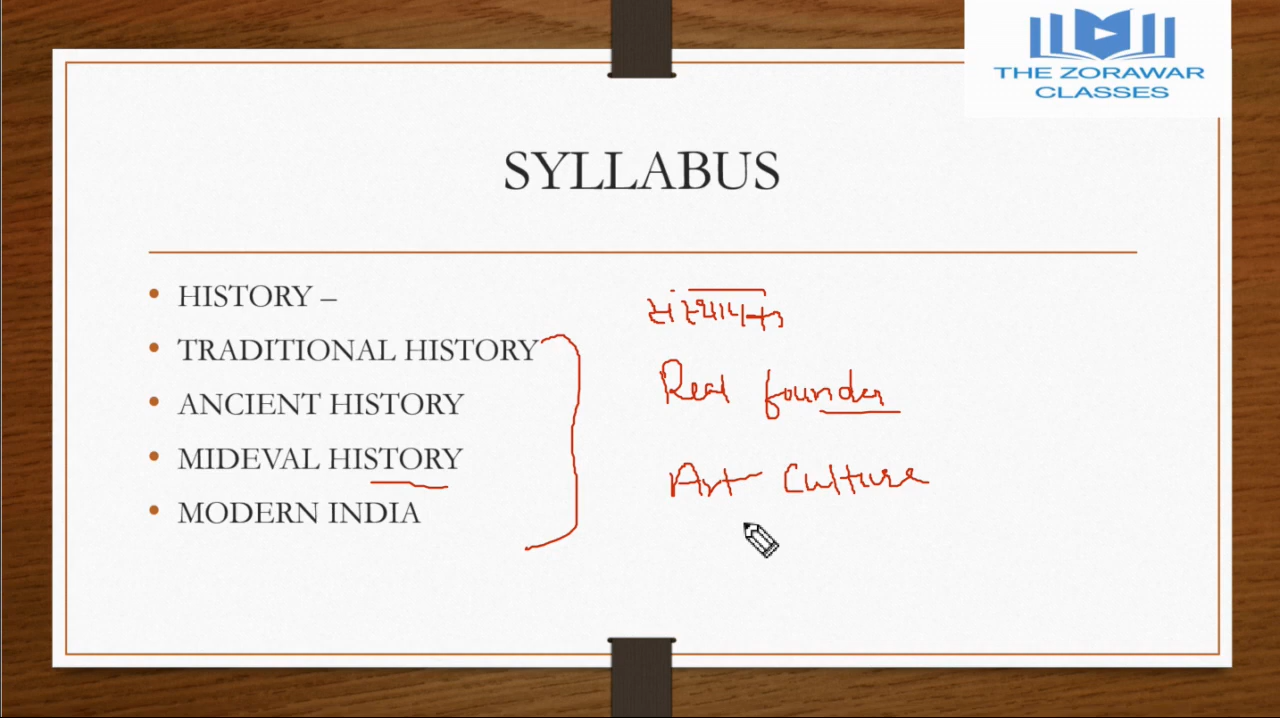 THE ZORAWAR
CLASSES
SYLLABUS
HISTORY –
TRADITIONAL HISTORY
ANCIENT HISTORY
MIDEVAL HISTORY
MODERN INDIA
संस्थापक
Real founder
Art Culture